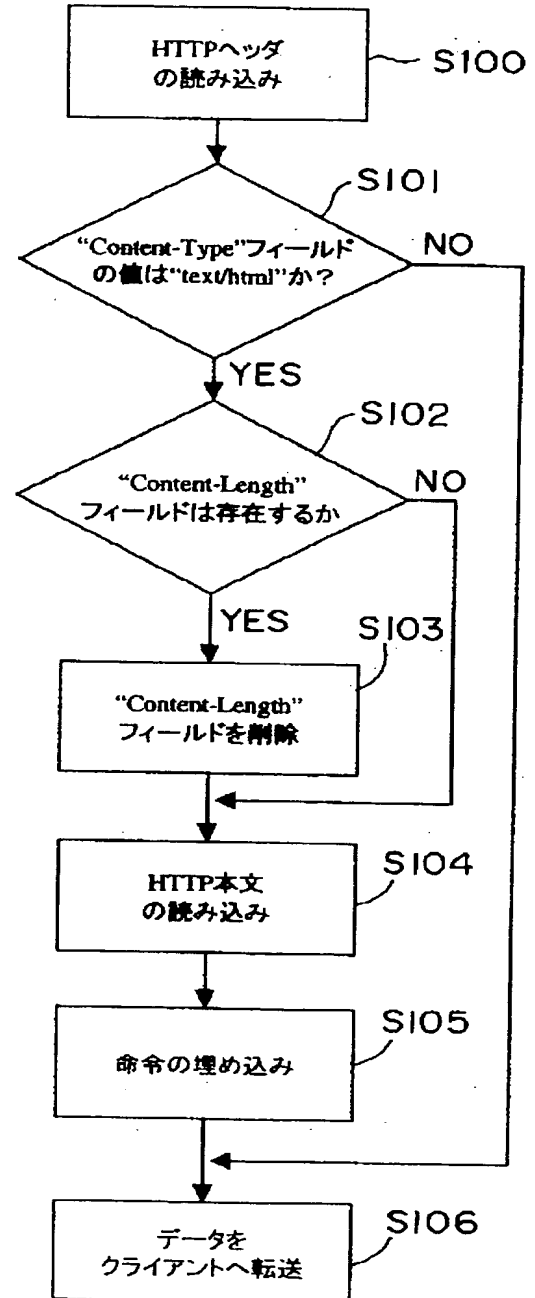 HTTPヘッダ
の読み込み
S100
S101
“Content-Type”フィールド
の値は“text/html”か？
NO
YES
S102
“Content-Length”
フィールドは存在するか
NO
YES
S103
“Content-Length”
フィールドを削除
S104
HTTP本文
の読み込み
S105
命令の埋め込み
S106
データを
クライアントへ転送